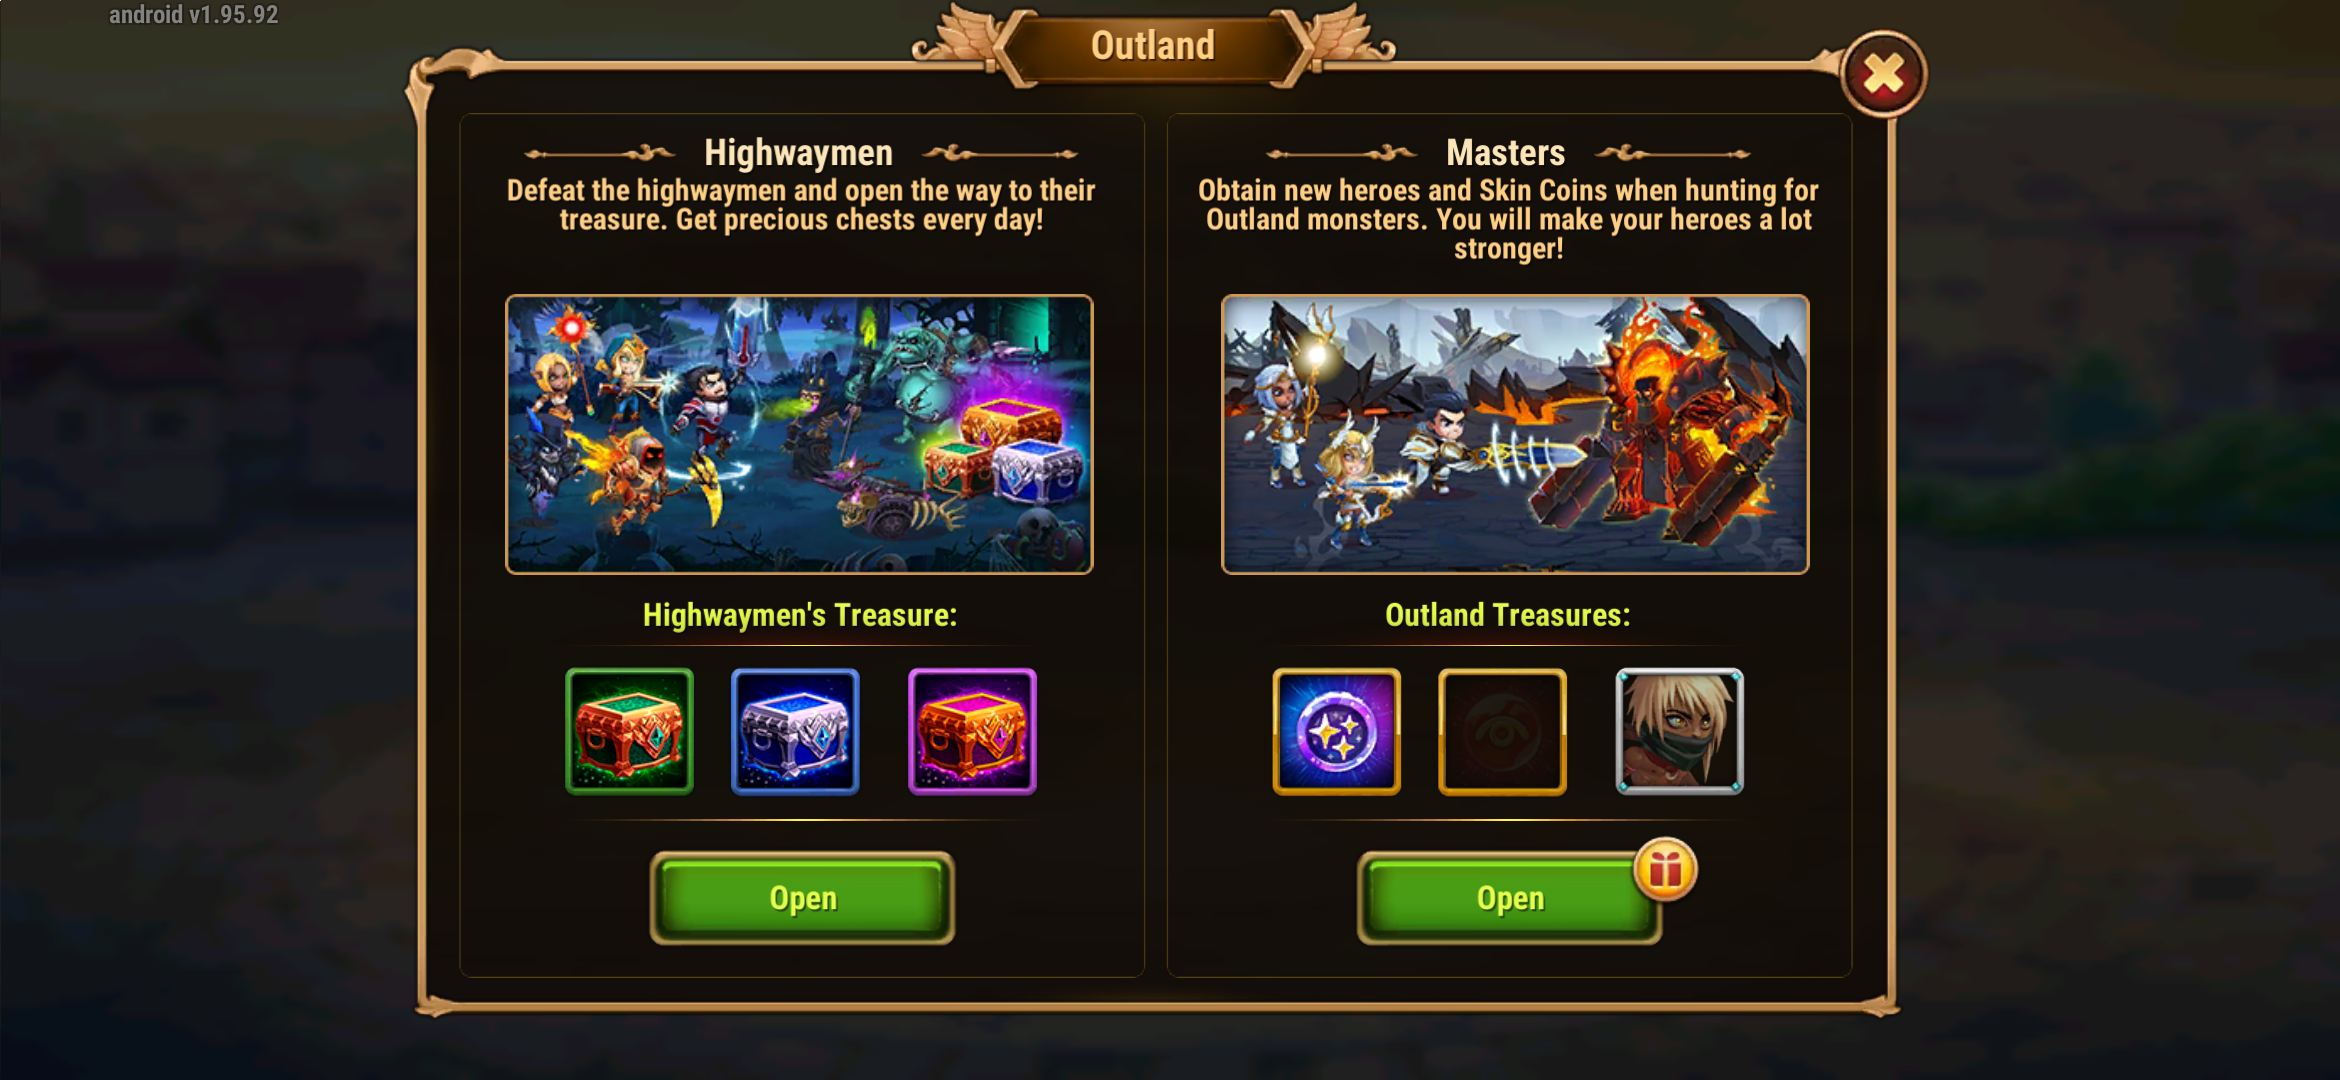 android v1.95.92
Outland
Highwaymen
Defeat the highwaymen and open the way to their
treasure. Get precious chests every day!
Highwaymen's Treasure:
Open
Masters
Obtain new heroes and Skin Coins when hunting for
Outland monsters. You will make your heroes a lot
stronger!
Outland Treasures:
Open